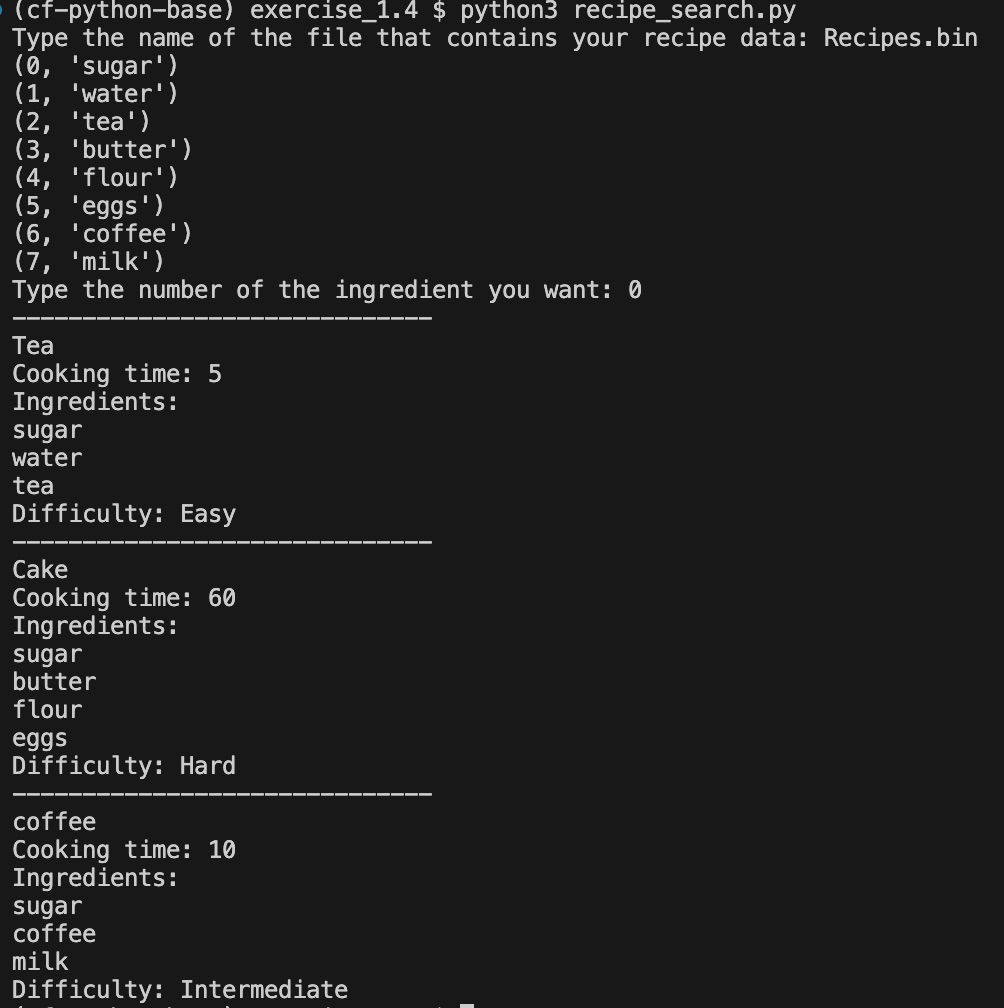 (cf-python-base) exercise_1.4 $ python3 recipe_search.py
Type the name of the file that contains your recipe data: Recipes.bin
(0, 'sugar')
(1, 'water')
(2, 'tea')
(3, 'butter')
(4, 'flour')
(5, 'eggs')
(6, 'coffee')
(7, 'milk')
Type the number of the ingredient you want: 0
------------------------------
Tea
Cooking time: 5
Ingredients:
sugar
water
tea
Difficulty: Easy
------------------------------
Cake
Cooking time: 60
Ingredients:
sugar
butter
flour
eggs
Difficulty: Hard
------------------------------
coffee
Cooking time: 10
Ingredients:
sugar
coffee
milk
Difficulty: Intermediate